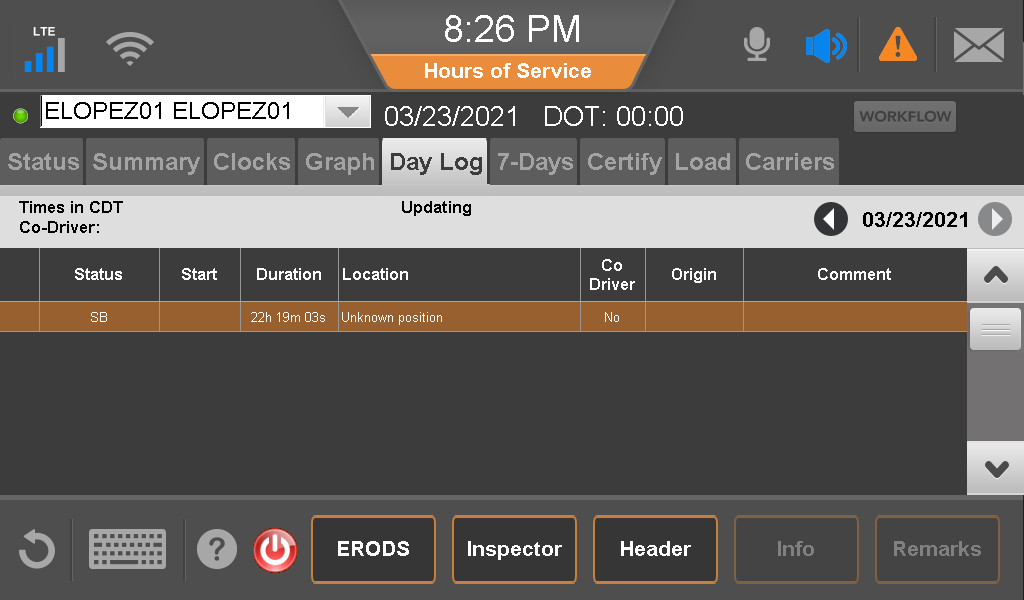 LTE
8:26 PM
Hours of Service
ELOPEZ01 ELOPEZ01
03/23/2021 DOT: 00:00
WORKFLOW
Status Summary Clocks Graph Day Log 7-Days Certify Load Carriers
Times in CDT
Updating
Co-Driver:
03/23/2021
Status Start Duration Location Co Driver Origin Comment
SB 22h 19m 03s Unknown position No
ERODS Inspector Header Info Remarks